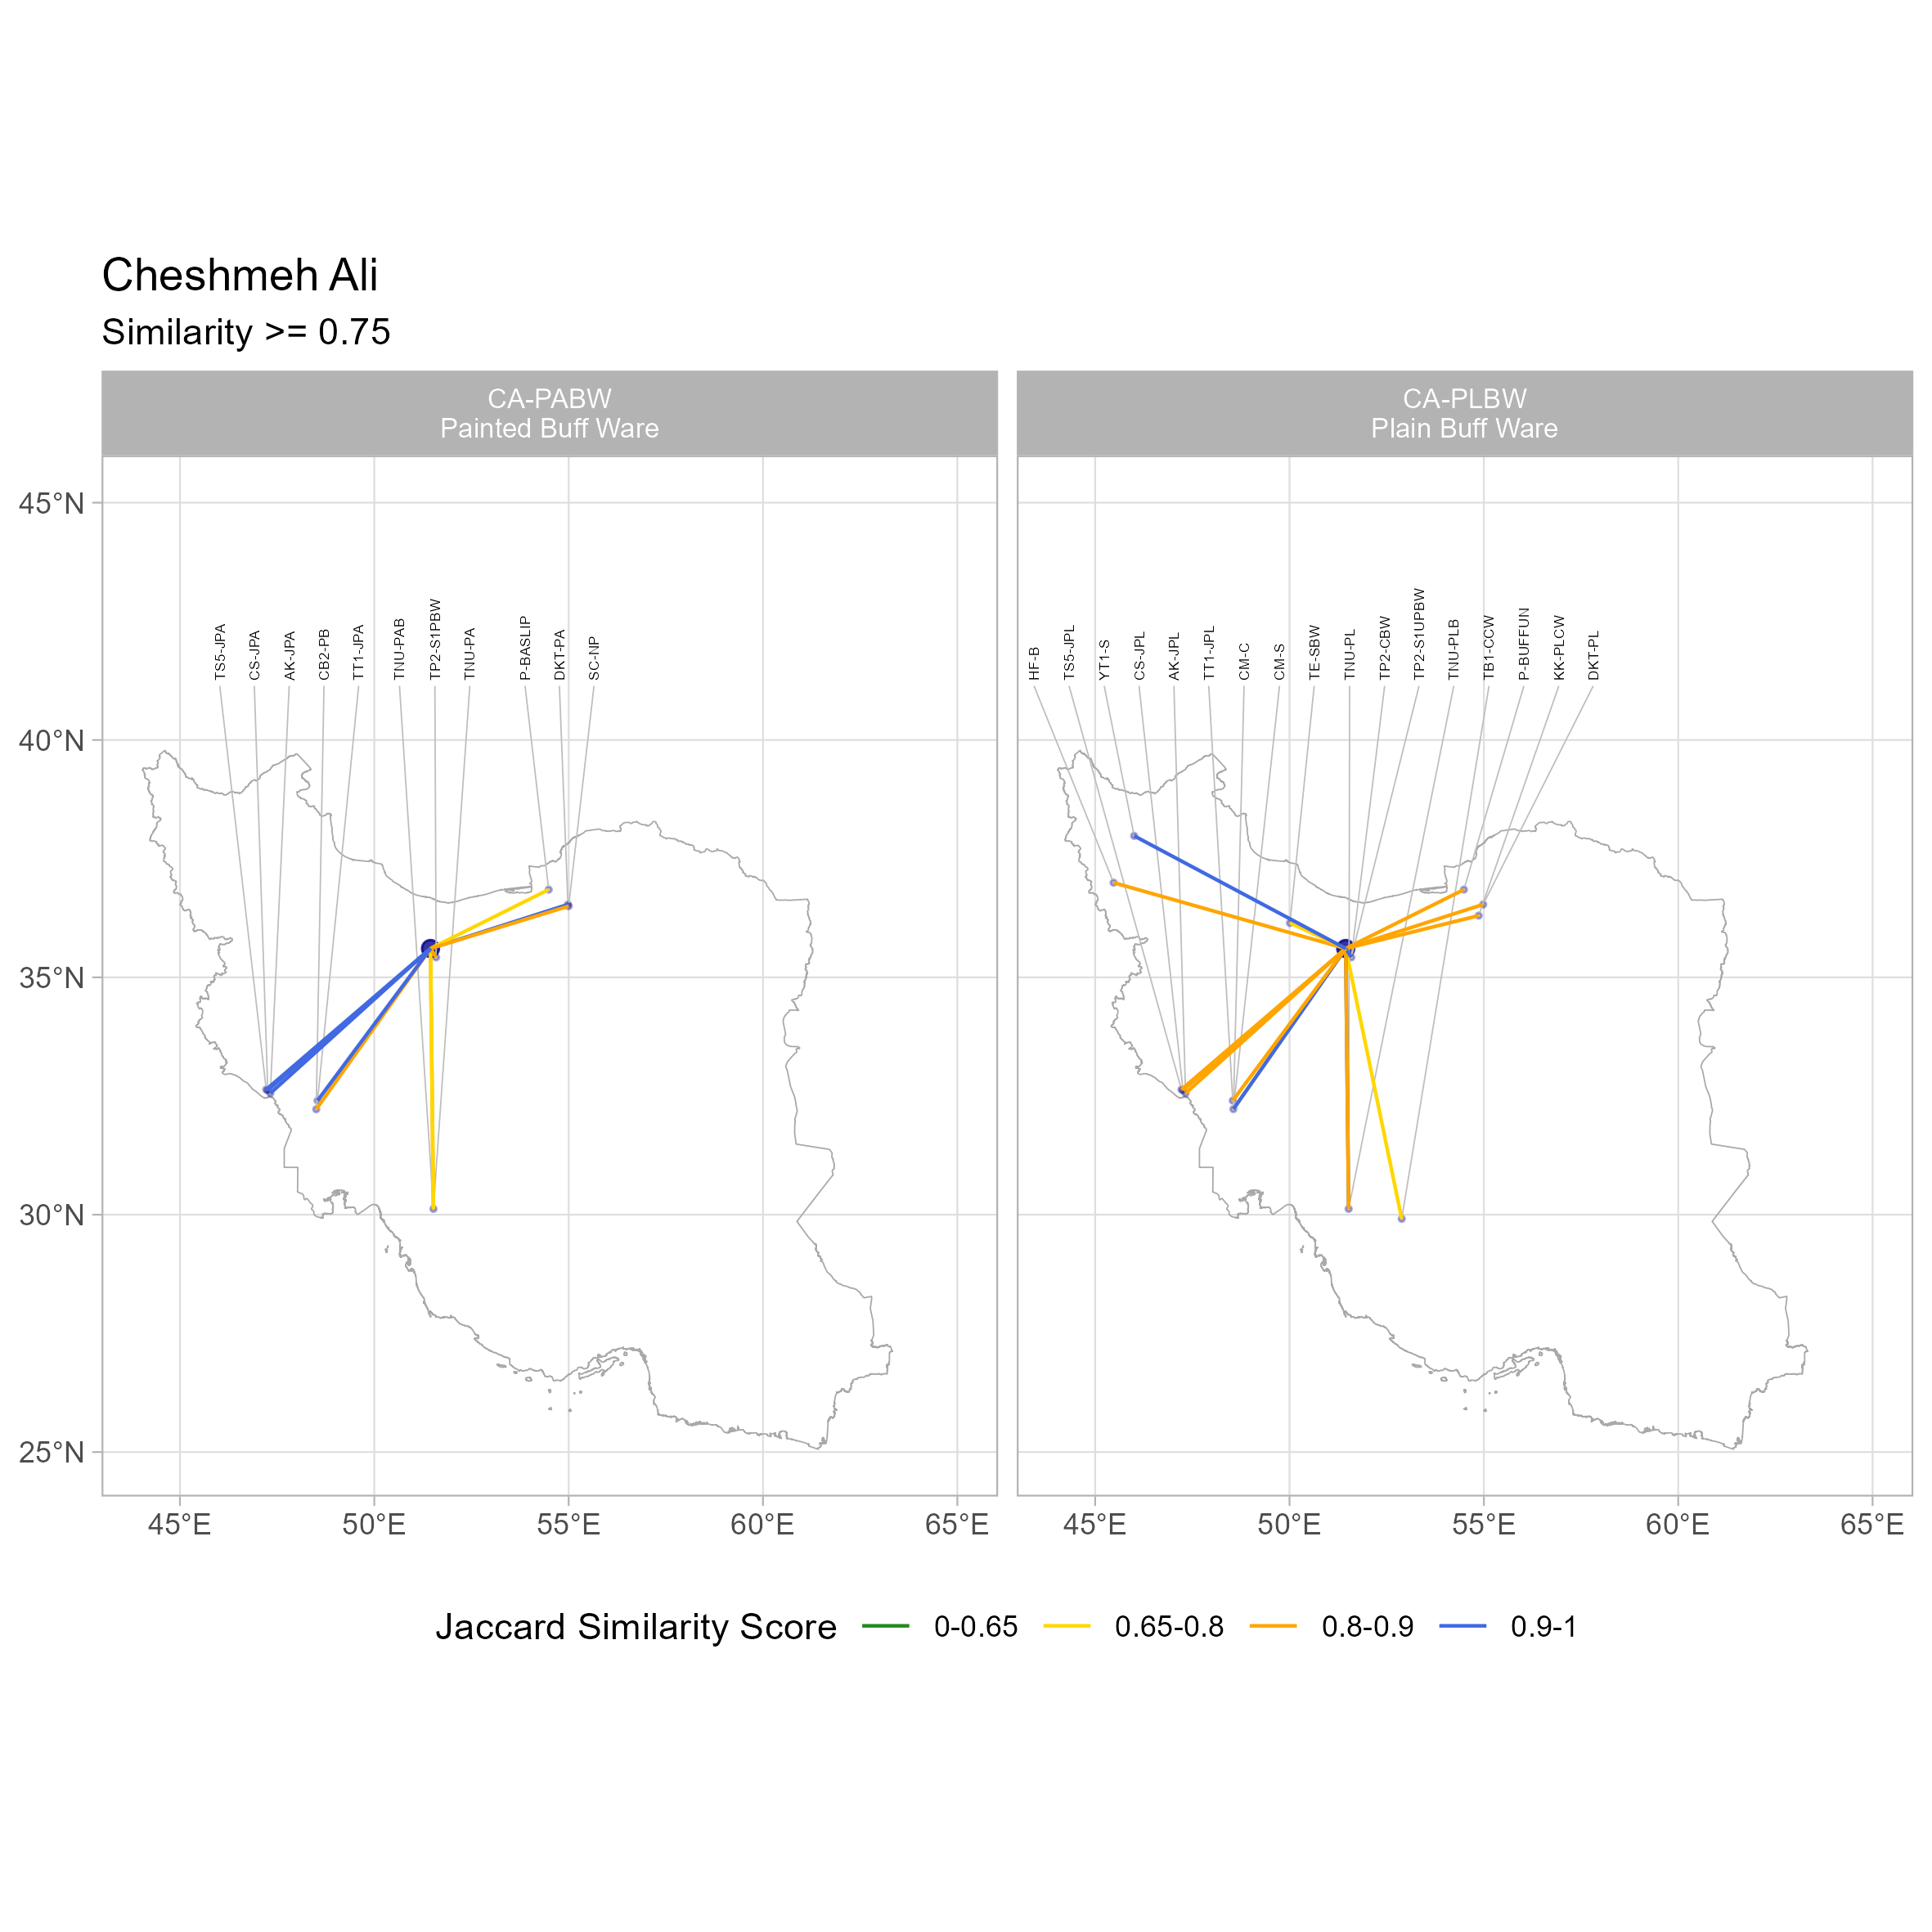 Cheshmeh Ali
Similarity >= 0.75
CA-PABW
Painted Buff Ware
CA-PLBW
Plain Buff Ware
TS5-JPA
CS-JPA
AK-JPA
CB2-PB
TT1-JPA
TNU-PAB
TP2-S1PBW
TNU-PA
P-BASLIP
DKT-PA
SC-NP
HF-B
TS5-JPL
YT1-S
CS-JPL
AK-JPL
TT1-JPL
CM-C
CM-S
TE-SBW
TNU-PL
TP2-CBW
TP2-S1UPBW
TNU-PLB
TB1-CCW
P-BUFFUN
KK-PLCW
DKT-PL
45°N
40°N
35°N
30°N
25°N
45°E 50°E 55°E 60°E 65°E
45°E 50°E 55°E 60°E 65°E
Jaccard Similarity Score 0-0.65 0.65-0.8 0.8-0.9 0.9-1